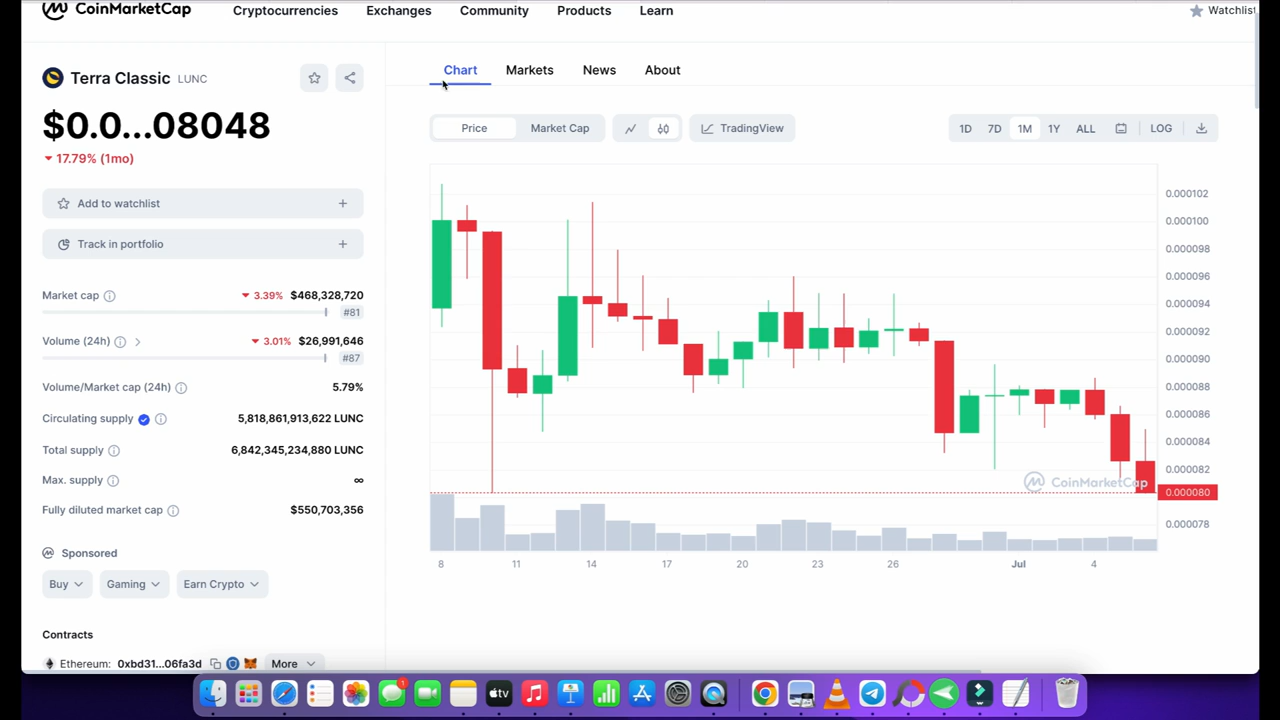 CoinMarketCap
Cryptocurrencies Exchanges Community Products Learn
Watchlist
Terra Classic LUNC
$0.0...08048
17.79% (1mo)
Add to watchlist +
Track in portfolio +
Market cap 3.39% $468,328,720
#81
Volume (24h) 3.01% $26,991,646
#87
Volume/Market cap (24h) 5.79%
Circulating supply 5,818,861,913,622 LUNC
Total supply 6,842,345,234,880 LUNC
Max. supply ∞
Fully diluted market cap $550,703,356
Sponsored
Buy Gaming Earn Crypto
Contracts
Ethereum: 0xbd31...06fa3d More
Chart Markets News About
Price Market Cap TradingView 1D 7D 1M 1Y ALL LOG
0.000102
0.000100
0.000098
0.000096
0.000094
0.000092
0.000090
0.000088
0.000086
0.000084
0.000082
0.000080
0.000078
CoinMarketCap
8 11 14 17 20 23 26 Jul 4
1
tv